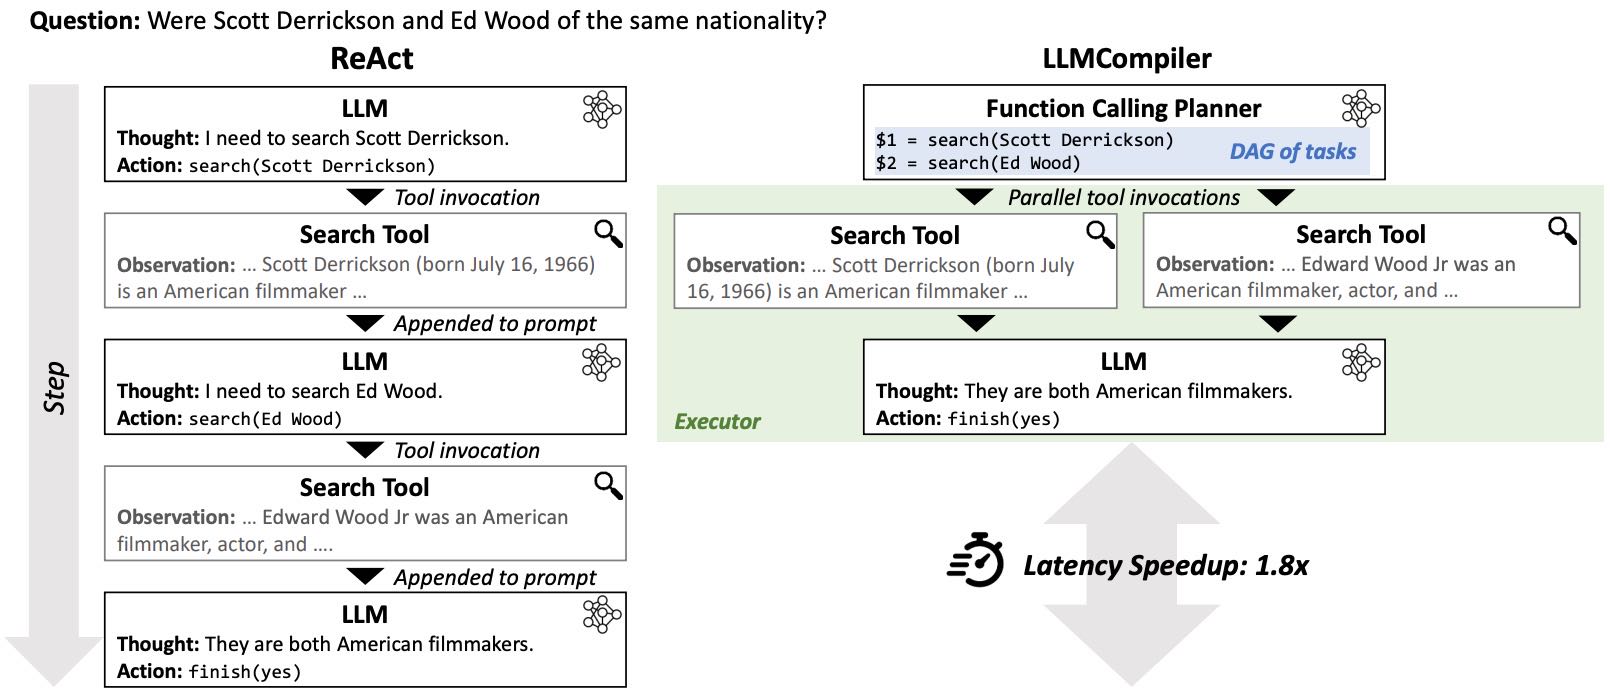 Question: Were Scott Derrickson and Ed Wood of the same nationality?
ReAct
Step
LLM
Thought: I need to search Scott Derrickson.
Action: search(Scott Derrickson)
Tool invocation
Search Tool
Observation: ... Scott Derrickson (born July 16, 1966)
is an American filmmaker ...
Appended to prompt
LLM
Thought: I need to search Ed Wood.
Action: search(Ed Wood)
Tool invocation
Search Tool
Observation: ... Edward Wood Jr was an American
filmmaker, actor, and ....
Appended to prompt
LLM
Thought: They are both American filmmakers.
Action: finish(yes)
LLMCompiler
Function Calling Planner
$1 = search(Scott Derrickson)
$2 = search(Ed Wood)
DAG of tasks
Parallel tool invocations
Search Tool
Observation: ... Scott Derrickson (born July
16, 1966) is an American filmmaker ...
Search Tool
Observation: ... Edward Wood Jr was an
American filmmaker, actor, and ...
LLM
Thought: They are both American filmmakers.
Action: finish(yes)
Executor
Latency Speedup: 1.8x